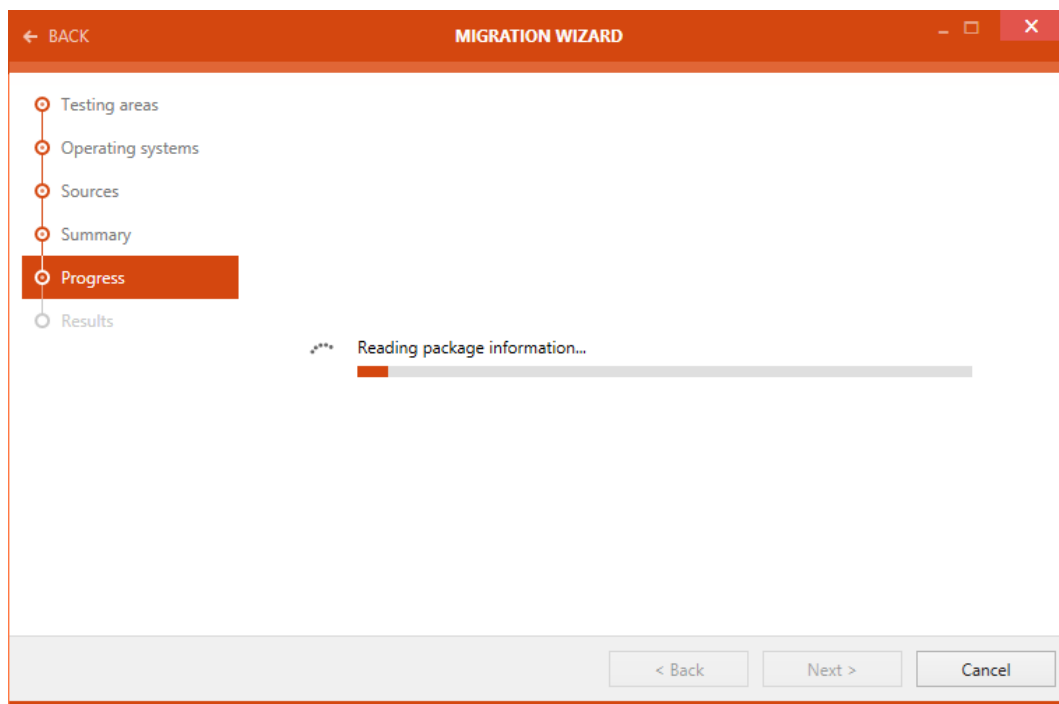 BACK
MIGRATION WIZARD
Testing areas
Operating systems
Sources
Summary
Progress
Results
Reading package information...
< Back
Next >
Cancel